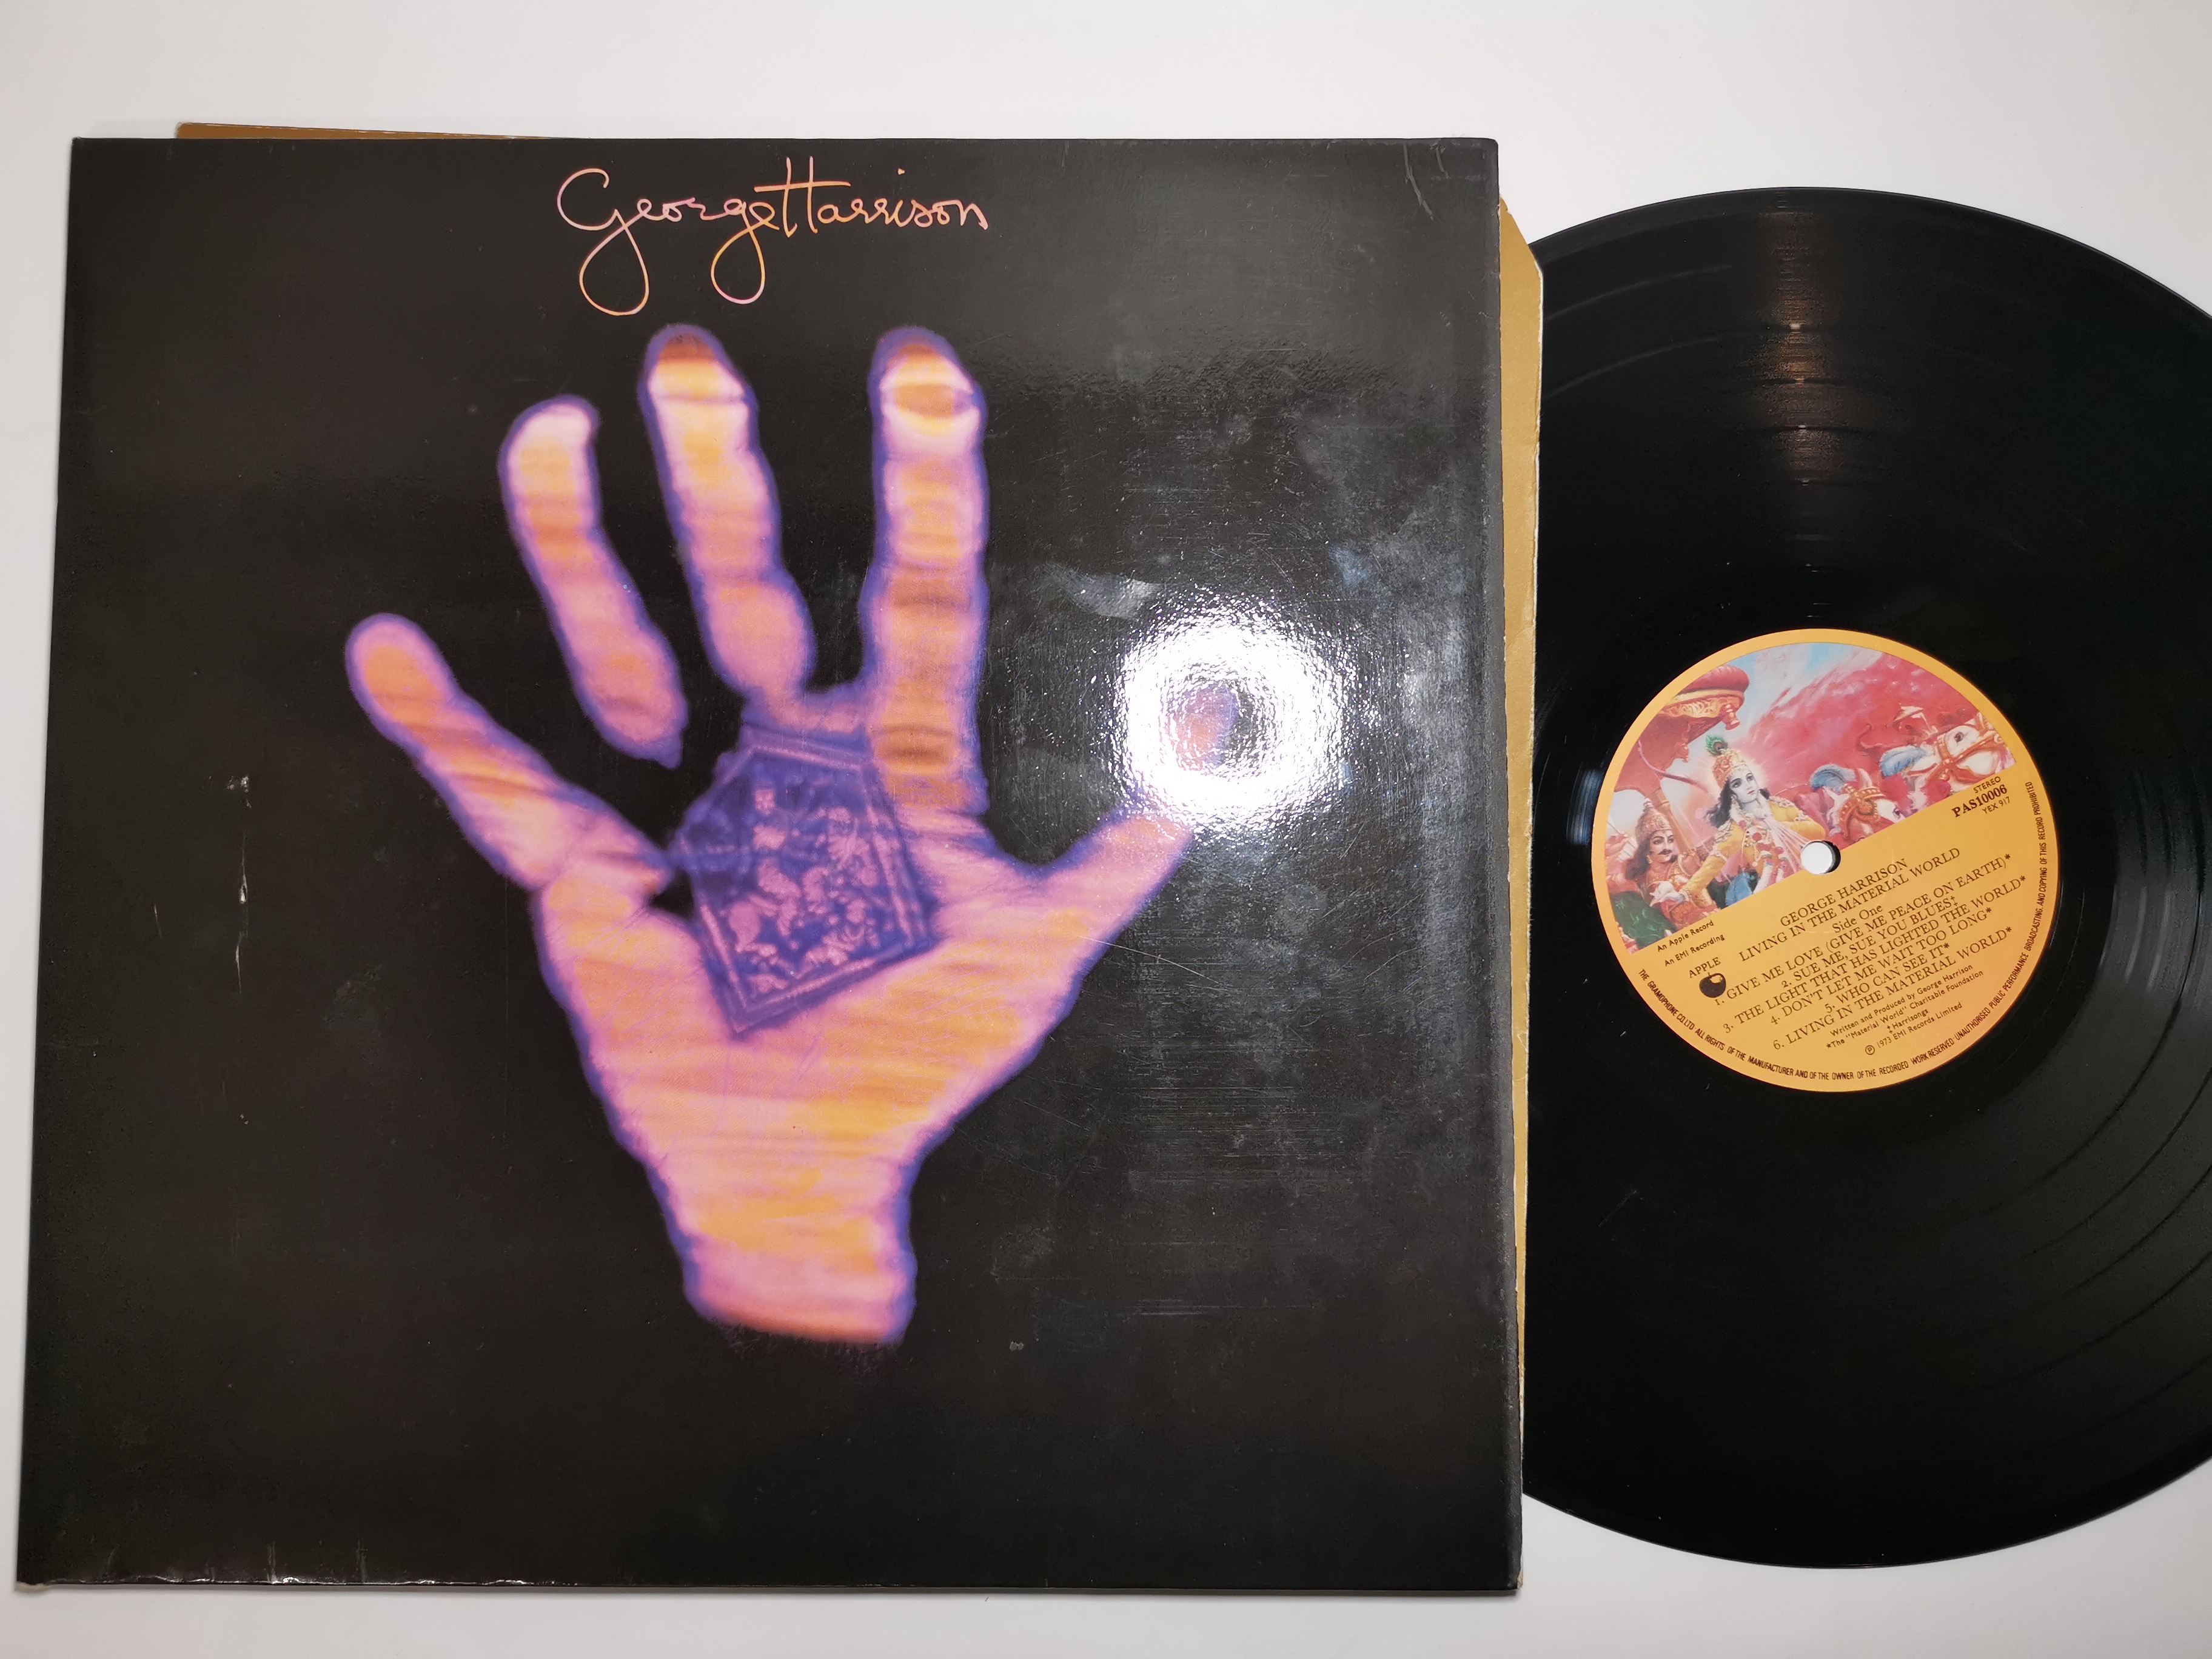 George Harrison
STEREO
PAS10006
YEX 917
An Apple Record
An EMI Recording
APPLE
GEORGE HARRISON
LIVING IN THE MATERIAL WORLD
Side One
1. GIVE ME LOVE (GIVE ME PEACE ON EARTH)*
2. SUE ME, SUE YOU BLUES‡
3. THE LIGHT THAT HAS LIGHTED THE WORLD*
4. DON'T LET ME WAIT TOO LONG*
5. WHO CAN SEE IT*
6. LIVING IN THE MATERIAL WORLD*
Written and Produced by George Harrison
*The "Material World" Charitable Foundation
‡Harrisongs
Ⓟ 1973 EMI Records Limited
THE GRAMOPHONE CO LTD ALL RIGHTS OF THE MANUFACTURER AND OF THE OWNER OF THE RECORDED WORK RESERVED UNAUTHORISED PUBLIC PERFORMANCE BROADCASTING AND COPYING OF THIS RECORD PROHIBITED